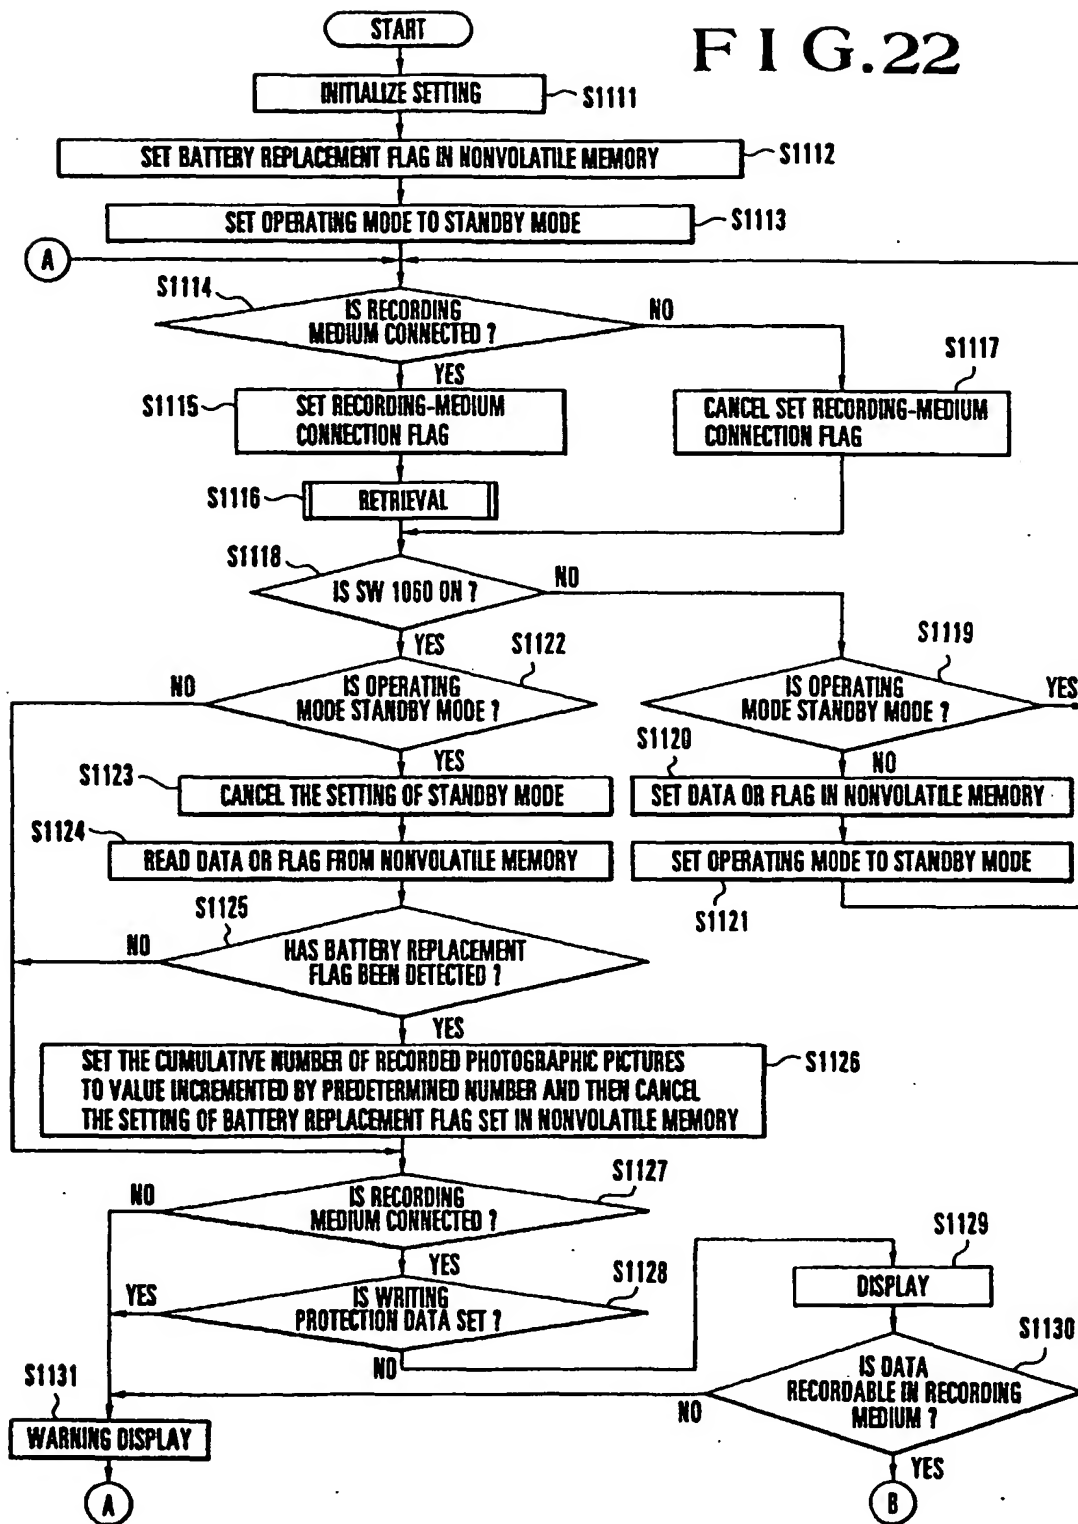 START
FIG.22
INITIALIZE SETTING
S1111
SET BATTERY REPLACEMENT FLAG IN NONVOLATILE MEMORY
S1112
SET OPERATING MODE TO STANDBY MODE
S1113
A
S1114
IS RECORDING
MEDIUM CONNECTED ?
NO
YES
S1115
SET RECORDING-MEDIUM
CONNECTION FLAG
S1117
CANCEL SET RECORDING-MEDIUM
CONNECTION FLAG
S1116
RETRIEVAL
S1118
IS SW 1060 ON ?
NO
YES
S1122
IS OPERATING
MODE STANDBY MODE ?
NO
YES
S1119
IS OPERATING
MODE STANDBY MODE ?
YES
NO
S1123
CANCEL THE SETTING OF STANDBY MODE
S1120
SET DATA OR FLAG IN NONVOLATILE MEMORY
S1124
READ DATA OR FLAG FROM NONVOLATILE MEMORY
SET OPERATING MODE TO STANDBY MODE
S1121
S1125
HAS BATTERY REPLACEMENT
FLAG BEEN DETECTED ?
NO
YES
SET THE CUMULATIVE NUMBER OF RECORDED PHOTOGRAPHIC PICTURES
TO VALUE INCREMENTED BY PREDETERMINED NUMBER AND THEN CANCEL
THE SETTING OF BATTERY REPLACEMENT FLAG SET IN NONVOLATILE MEMORY
S1126
S1127
IS RECORDING
MEDIUM CONNECTED ?
NO
YES
S1128
IS WRITING
PROTECTION DATA SET ?
YES
NO
S1129
DISPLAY
S1130
IS DATA
RECORDABLE IN RECORDING
MEDIUM ?
NO
YES
S1131
WARNING DISPLAY
A
B